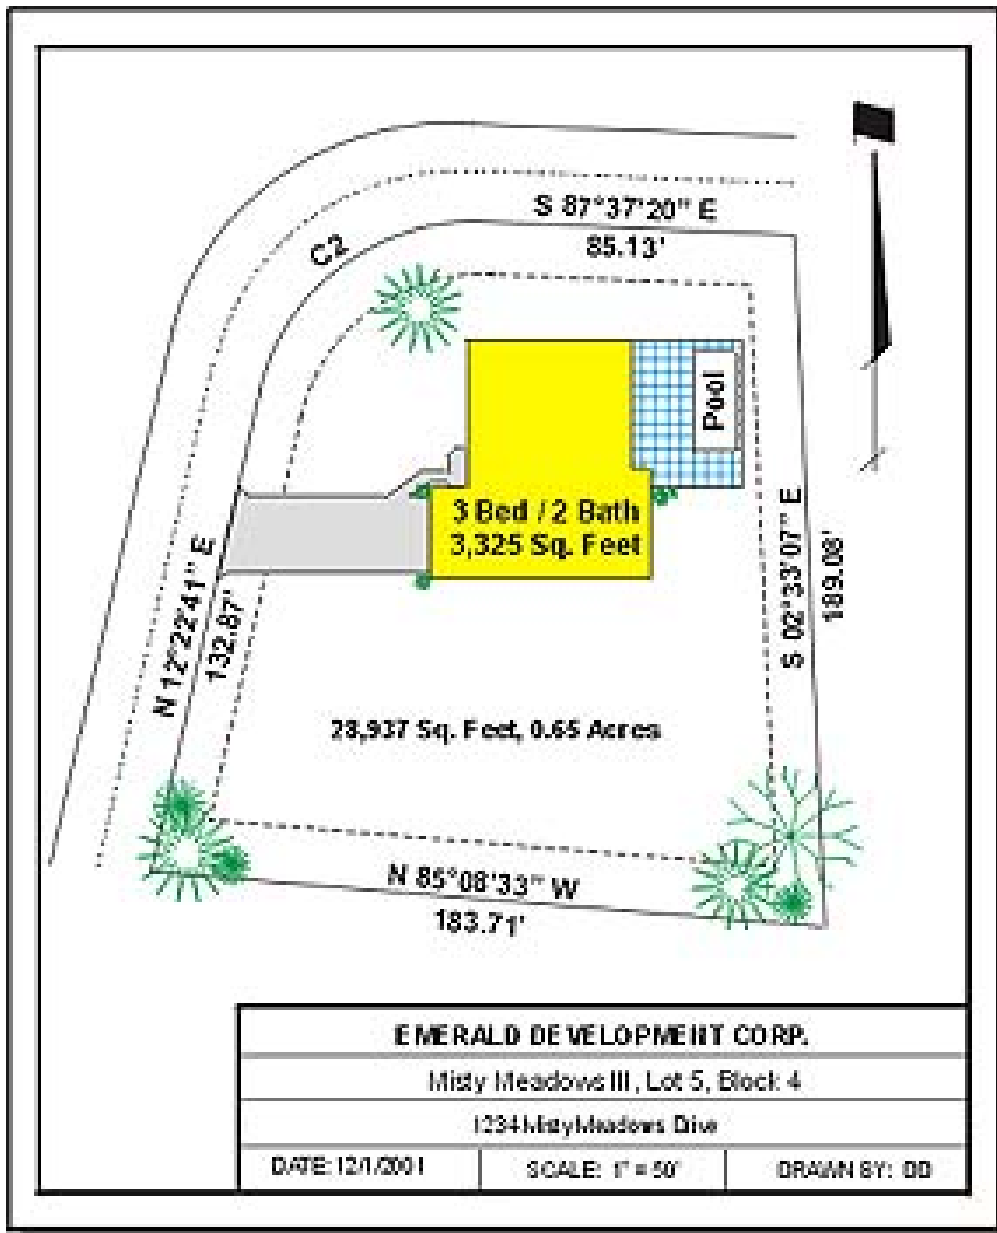 S 87°37'20" E
85.13'
C2
Pool
3 Bed / 2 Bath
3,325 Sq. Feet
S 02°33'07" E
189.08'
N 12°22'41" E
132.87'
28,937 Sq. Feet, 0.65 Acres
N 85°08'33" W
183.71'
EMERALD DEVELOPMENT CORP.
Misty Meadows III, Lot 5, Block 4
1234 Misty Meadows Drive
DATE: 12/1/2001
SCALE: 1" = 50'
DRAWN BY: DD